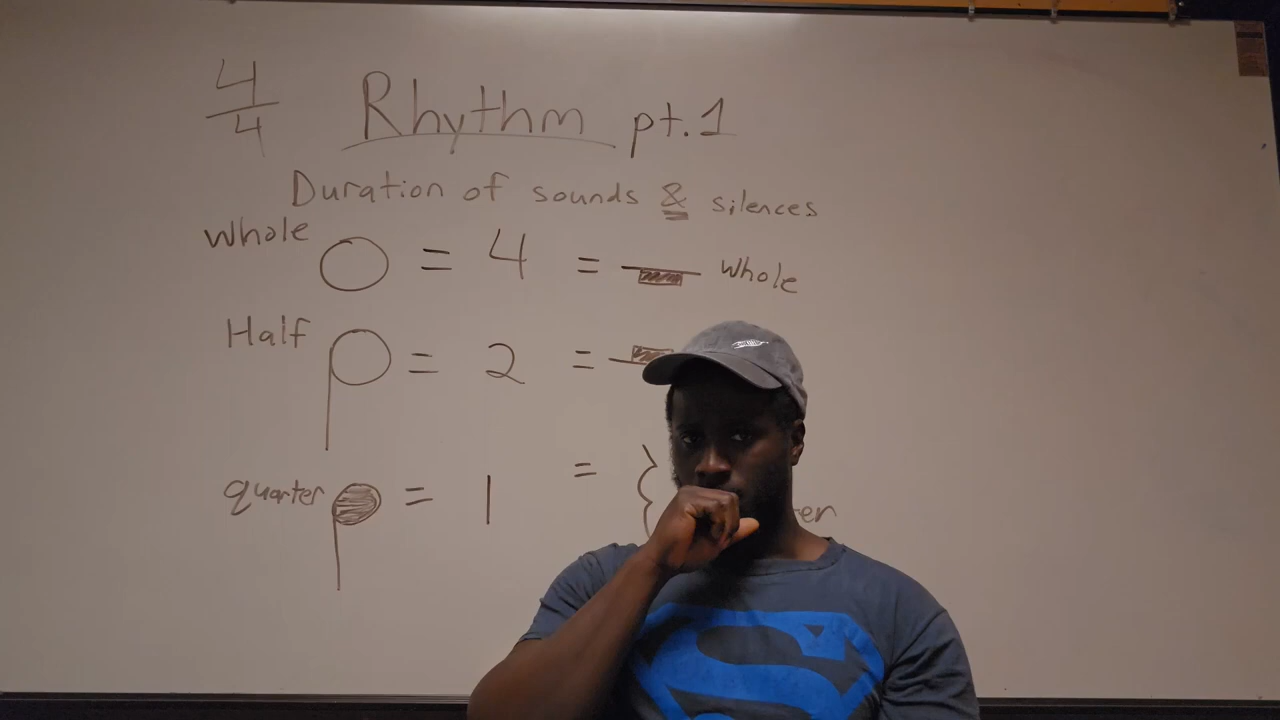 4/4 Rhythm pt.1
Duration of sounds & silences
Whole = 4 = Whole
Half = 2 =
quarter = 1 =